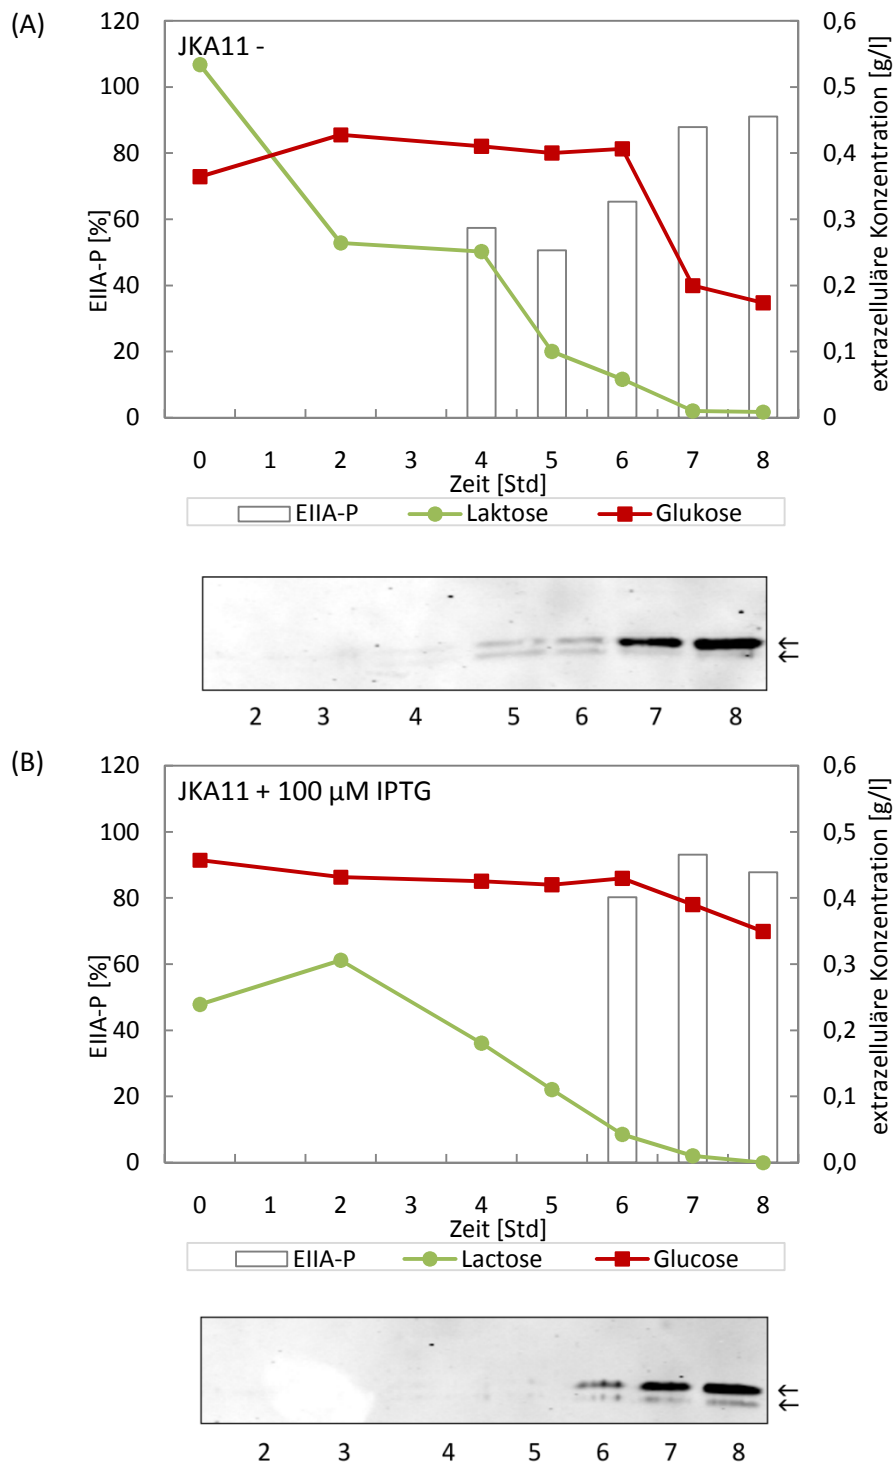 (A)
JKA11 -
EIIA-P [%]
120
100
80
60
40
20
0
extrazelluläre Konzentration [g/l]
0,6
0,5
0,4
0,3
0,2
0,1
0
0 1 2 3 4 5 6 7 8
Zeit [Std]
EIIA-P Laktose Glukose
← ←
2 3 4 5 6 7 8
(B)
JKA11 + 100 µM IPTG
EIIA-P [%]
120
100
80
60
40
20
0
extrazelluläre Konzentration [g/l]
0,6
0,5
0,4
0,3
0,2
0,1
0,0
0 1 2 3 4 5 6 7 8
Zeit [Std]
EIIA-P Lactose Glucose
← ←
2 3 4 5 6 7 8